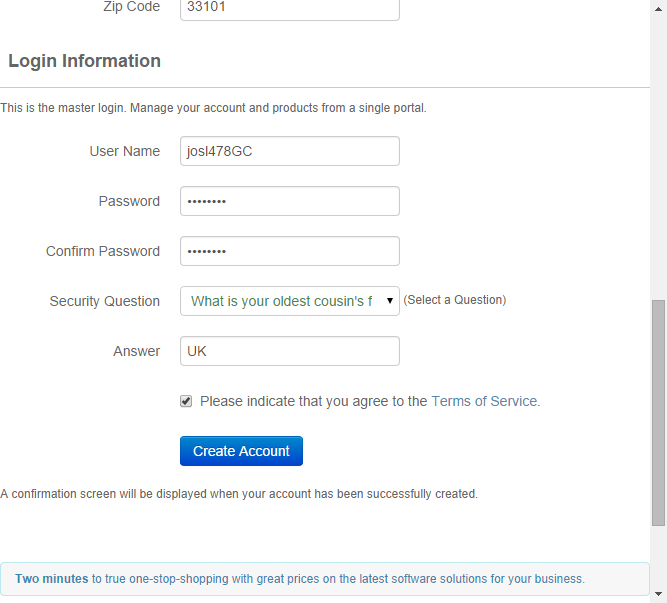 Zip Code 33101
Login Information
This is the master login. Manage your account and products from a single portal.
User Name josl478GC
Password ••••••••
Confirm Password ••••••••
Security Question What is your oldest cousin's f (Select a Question)
Answer UK
Please indicate that you agree to the Terms of Service.
Create Account
A confirmation screen will be displayed when your account has been successfully created.
Two minutes to true one-stop-shopping with great prices on the latest software solutions for your business.